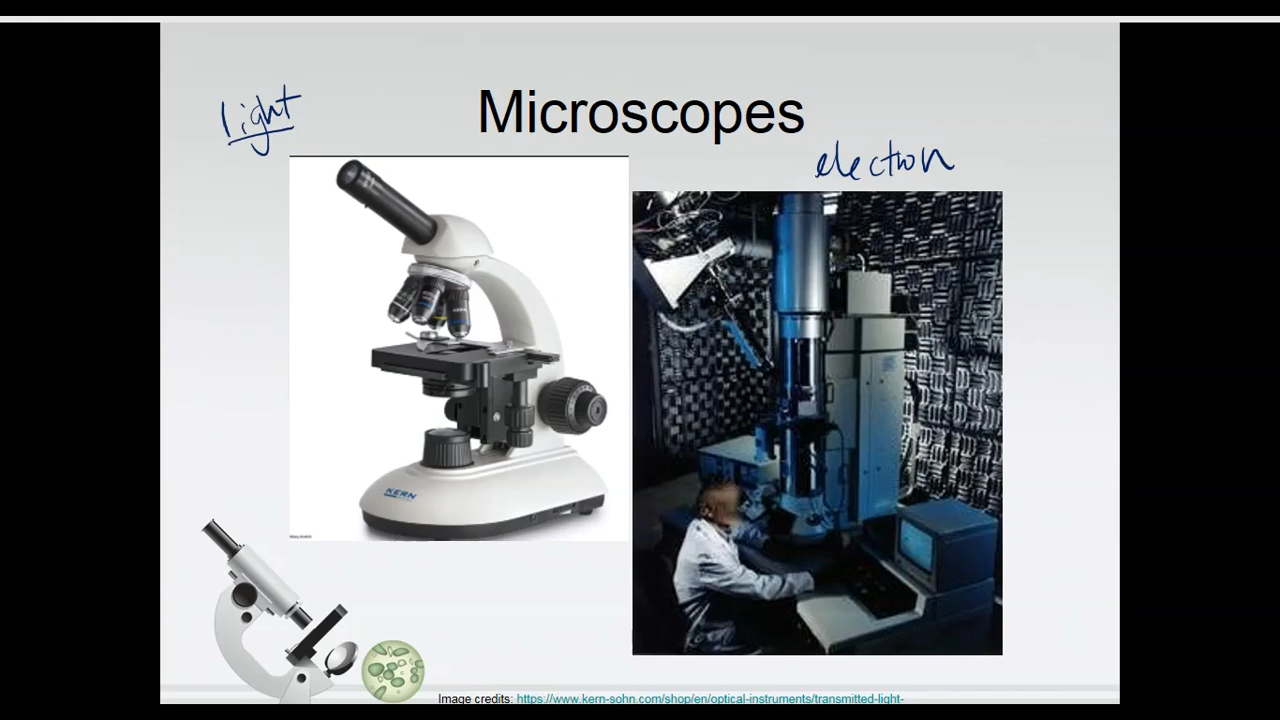 Microscopes
light
electron
KERN
Image credits: https://www.kern-sohn.com/shop/en/optical-instruments/transmitted-light-